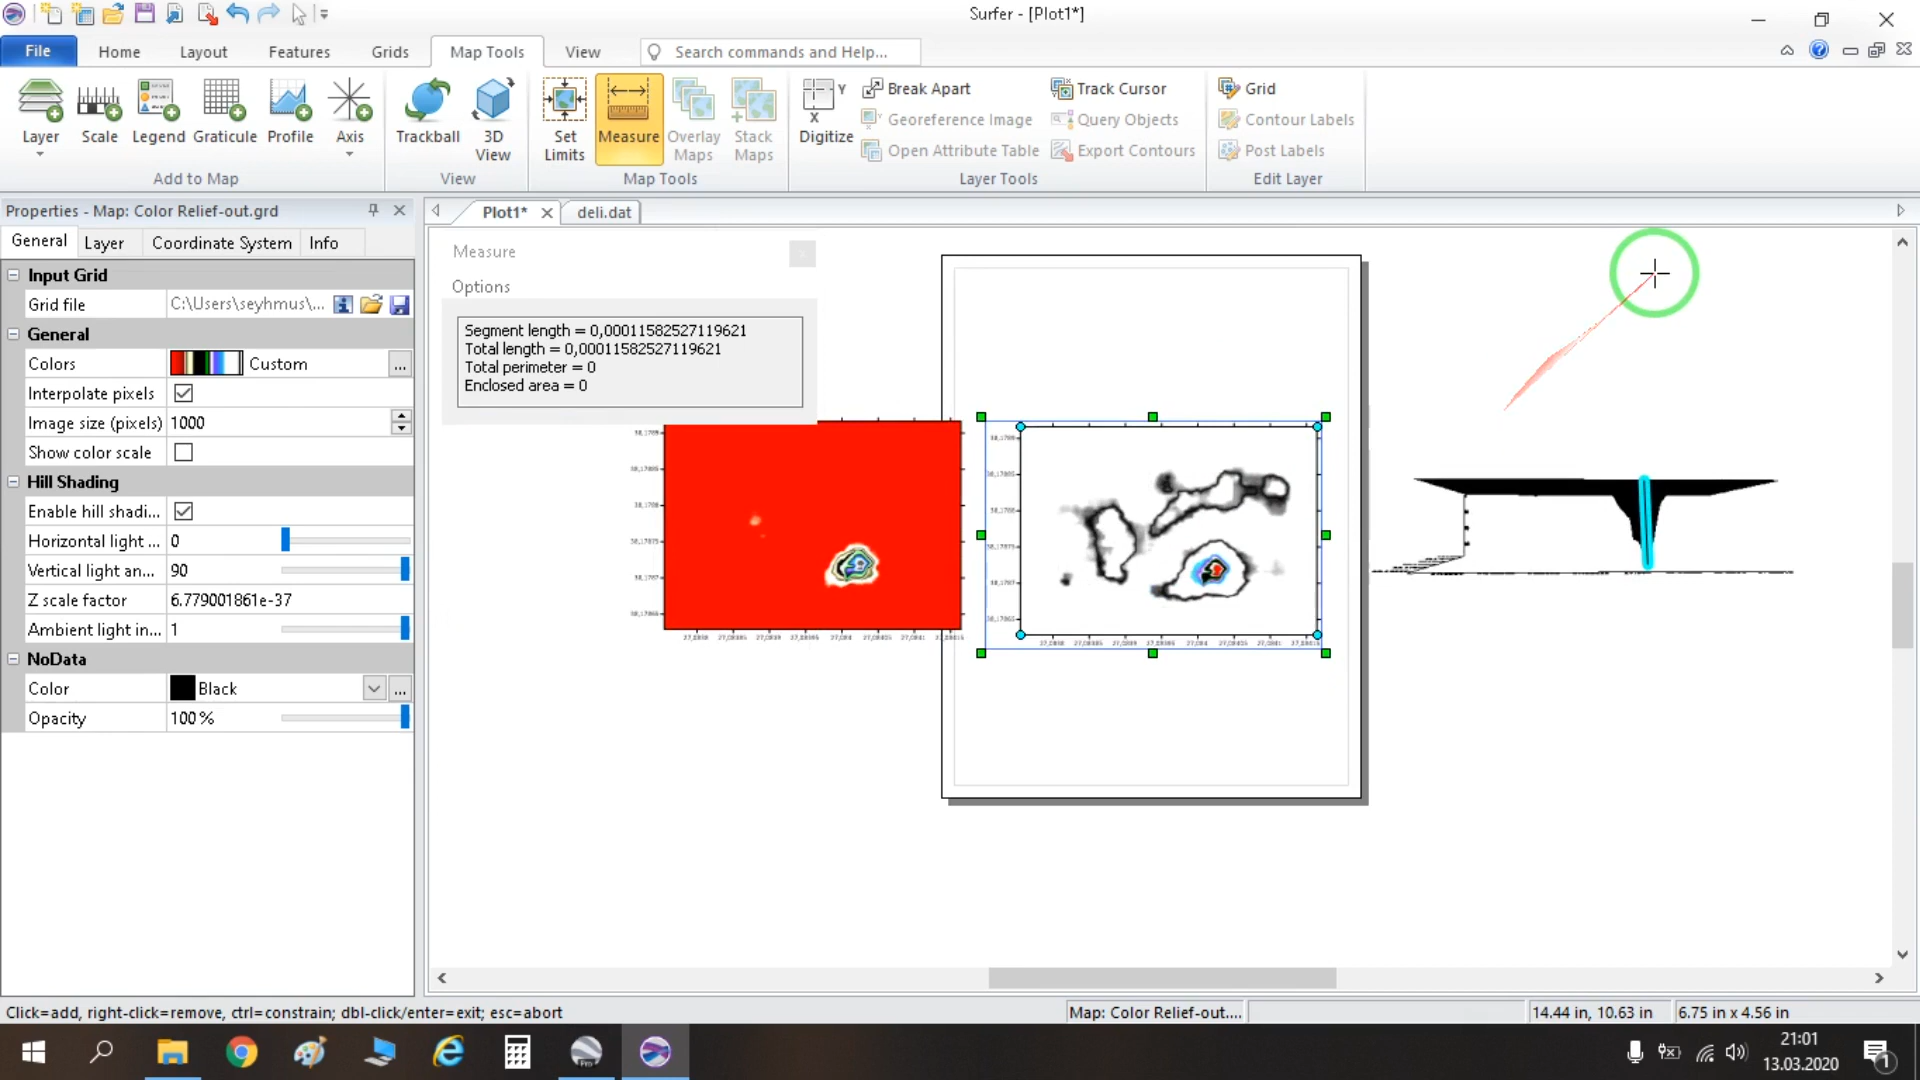 Surfer - [Plot1*]
File
Home
Layout
Features
Grids
Map Tools
View
Search commands and Help...
Layer
Scale
Legend
Graticule
Profile
Axis
Add to Map
Trackball
3D View
View
Set Limits
Measure
Overlay Maps
Stack Maps
Map Tools
Digitize
Break Apart
Georeference Image
Open Attribute Table
Track Cursor
Query Objects
Export Contours
Layer Tools
Grid
Contour Labels
Post Labels
Edit Layer
Properties - Map: Color Relief-out.grd
General
Layer
Coordinate System
Info
Input Grid
Grid file C:\Users\seyhmus\...
General
Colors Custom ...
Interpolate pixels
Image size (pixels) 1000
Show color scale
Hill Shading
Enable hill shadi...
Horizontal light ... 0
Vertical light an... 90
Z scale factor 6.779001861e-37
Ambient light in... 1
NoData
Color Black ...
Opacity 100 %
Plot1*
deli.dat
Measure
Options
Segment length = 0,00011582527119621
Total length = 0,00011582527119621
Total perimeter = 0
Enclosed area = 0
Click=add, right-click=remove, ctrl=constrain; dbl-click/enter=exit; esc=abort
Map: Color Relief-out....
14.44 in, 10.63 in
6.75 in x 4.56 in
21:01
13.03.2020
1